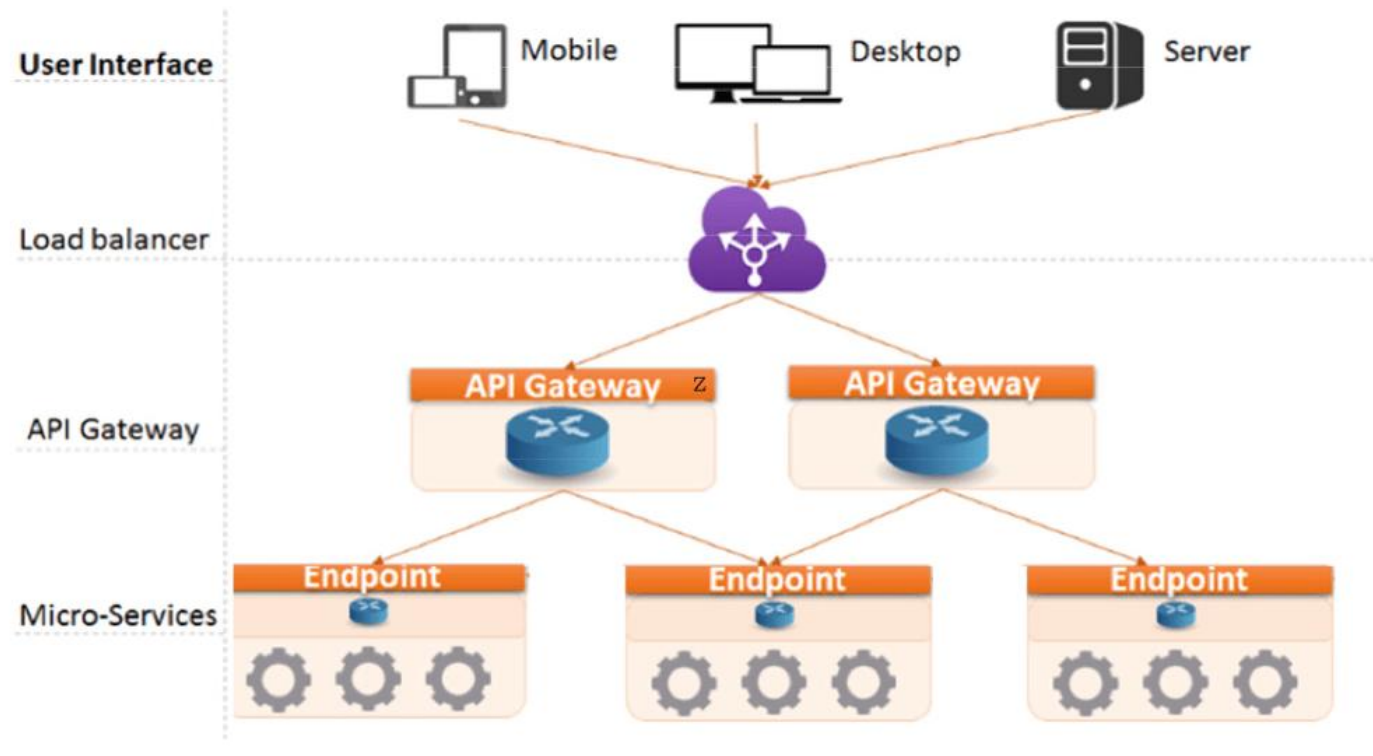 User Interface
Mobile
Desktop
Server
Load balancer
API Gateway
API Gateway z
API Gateway
Micro-Services
Endpoint
Endpoint
Endpoint